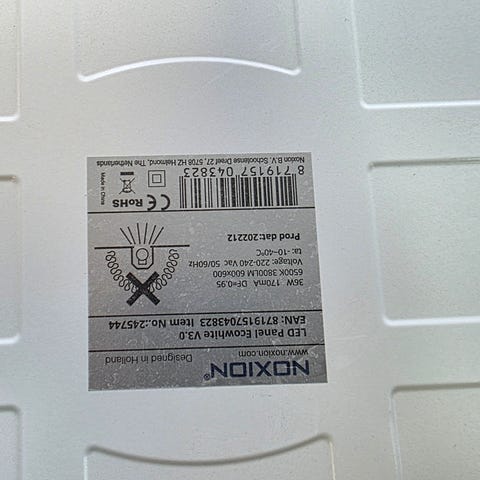 NOXION®
www.noxion.com Designed in Holland
LED Panel Ecowhite V3.0
EAN: 8719157043823 Item No.:245744
36W 170mA DF=0.95
6500K 3800LM 600x600
Voltage: 220-240 Vac 50/60Hz
ta: -10~40°C
Prod dat:202212
CE RoHS
8 719157 043823
Made in China
Noxion B.V. Schootense Dreef 27, 5708 HZ Helmond, The Netherlands